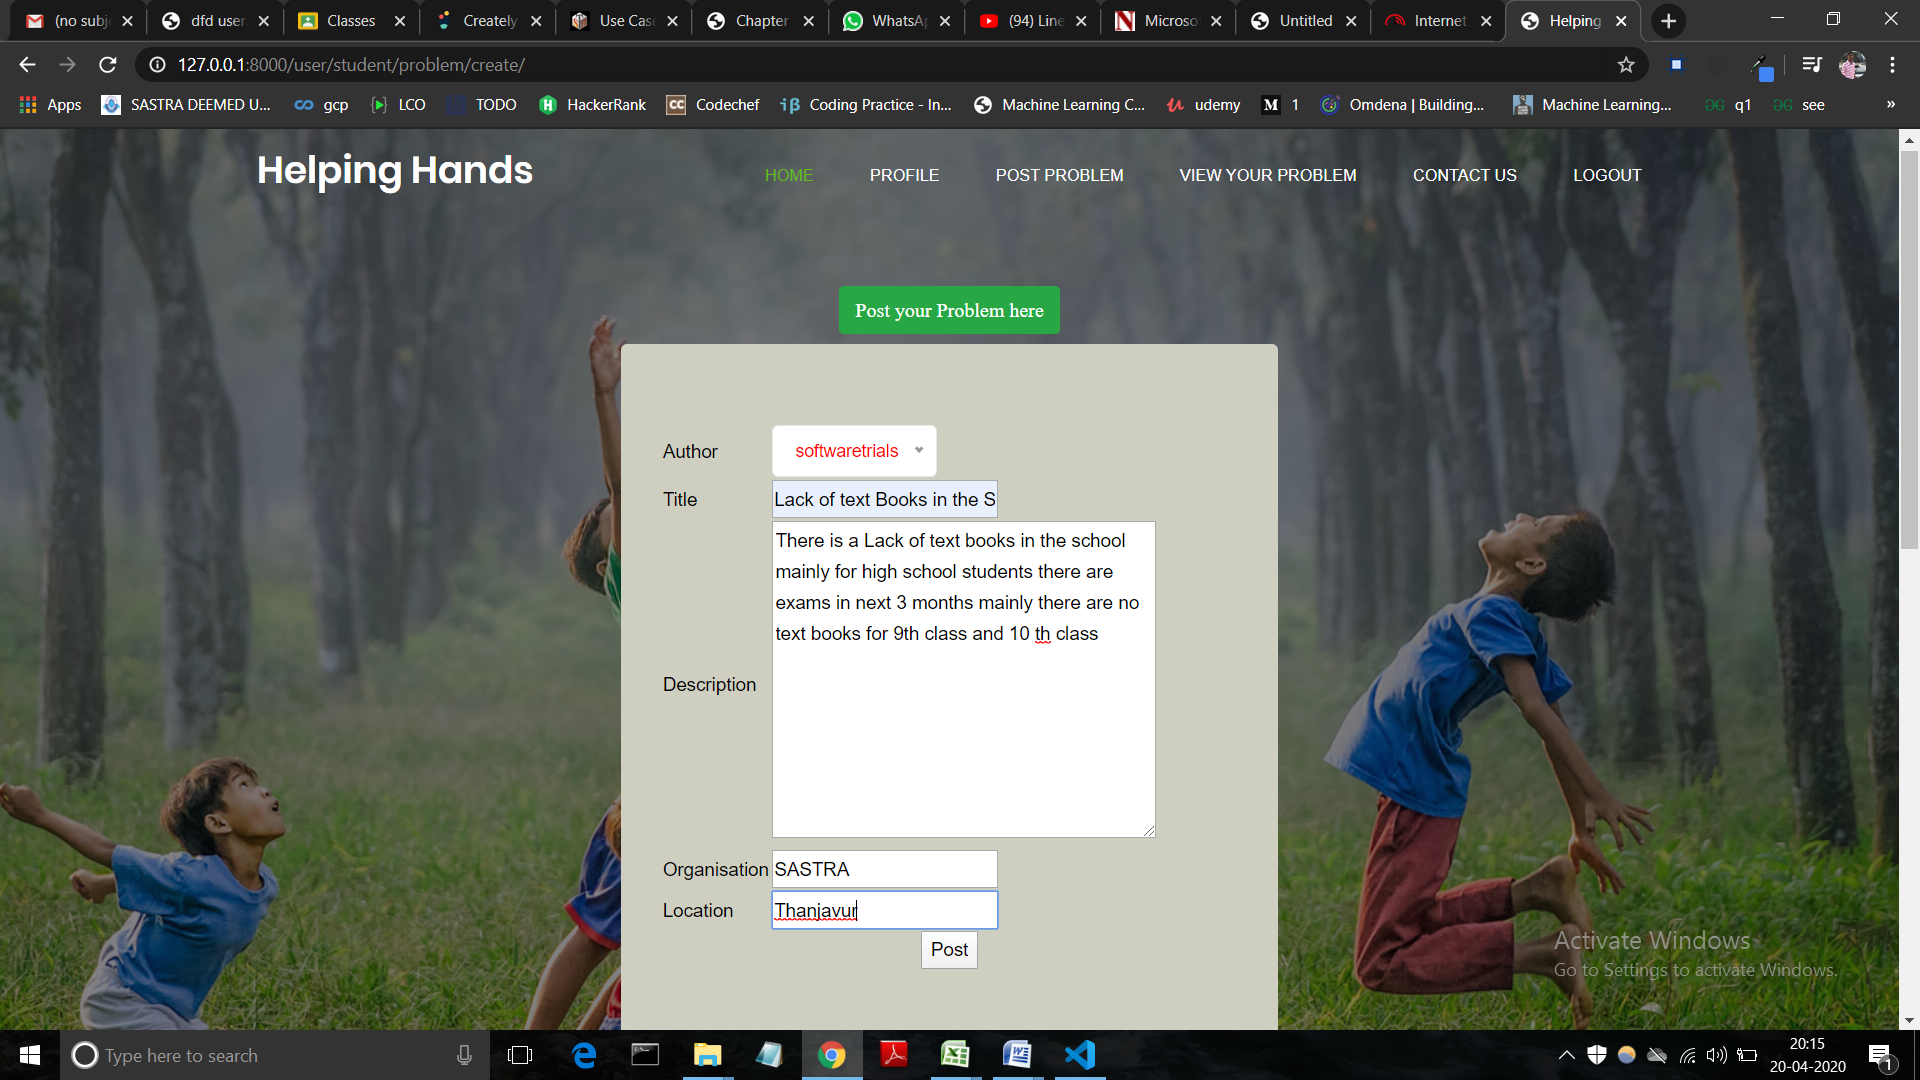 (no subj
dfd user
Classes
Creately
Use Cas
Chapter
WhatsAp
(94) Line
Microso
Untitled
Internet
Helping
127.0.0.1:8000/user/student/problem/create/
Apps
SASTRA DEEMED U...
gcp
LCO
TODO
HackerRank
CC
Codechef
iβ
Coding Practice - In...
Machine Learning C...
udemy
M
1
Omdena | Building...
Machine Learning...
q1
see
»
Helping Hands
HOME
PROFILE
POST PROBLEM
VIEW YOUR PROBLEM
CONTACT US
LOGOUT
Post your Problem here
Author
softwaretrials
Title
Lack of text Books in the S
Description
There is a Lack of text books in the school
mainly for high school students there are
exams in next 3 months mainly there are no
text books for 9th class and 10 th class
Organisation
SASTRA
Location
Thanjavur
Post
Activate Windows
Go to Settings to activate Windows.
Type here to search
20:15
20-04-2020
1